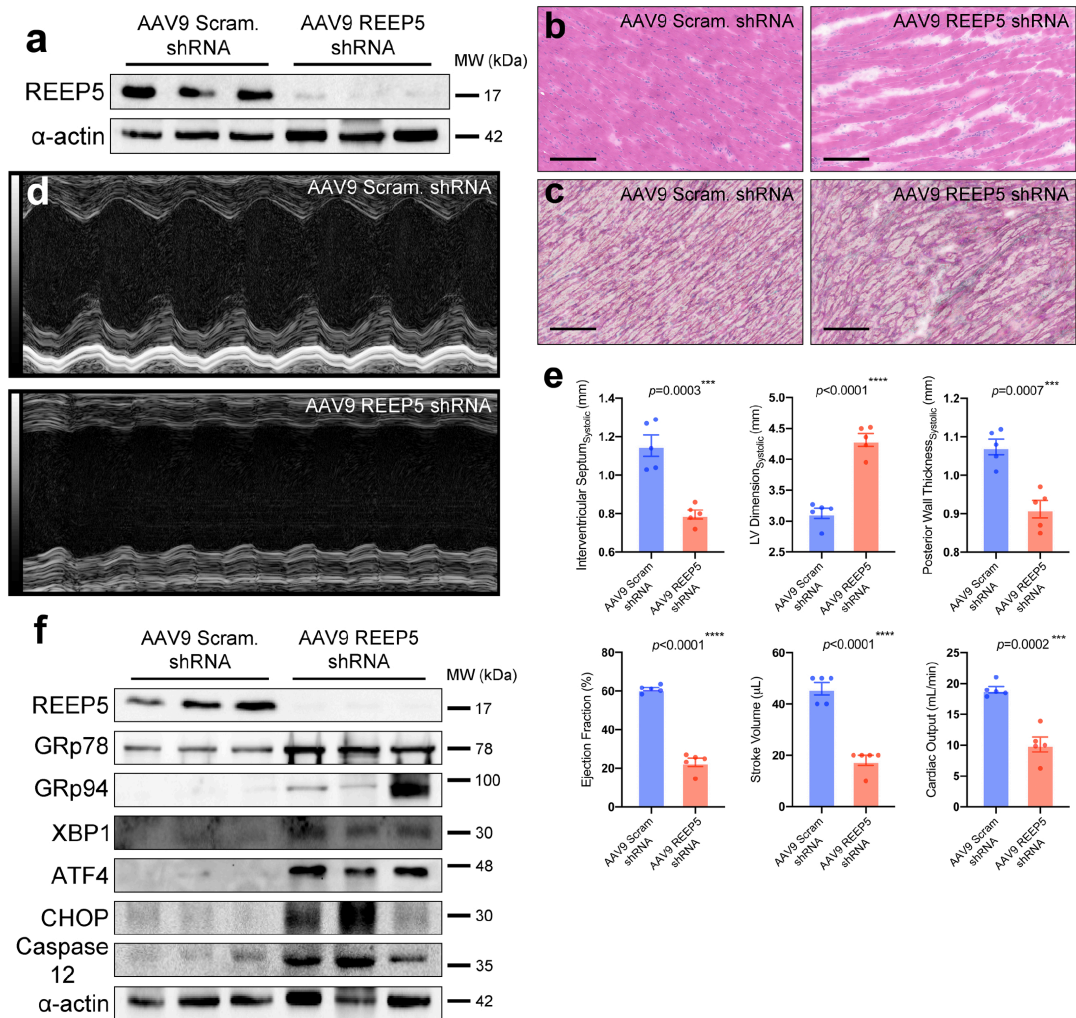 a
AAV9 Scram.
shRNA
AAV9 REEP5
shRNA
MW (kDa)
REEP5
17
α-actin
42
b
AAV9 Scram. shRNA
AAV9 REEP5 shRNA
c
AAV9 Scram. shRNA
AAV9 REEP5 shRNA
d
AAV9 Scram. shRNA
AAV9 REEP5 shRNA
e
p=0.0003 ***
Interventricular Septum Systolic (mm)
1.4
1.2
1.0
0.8
0.6
AAV9 Scram
shRNA
AAV9 REEP5
shRNA
p<0.0001 ****
LV Dimension Systolic (mm)
5.0
4.5
4.0
3.5
3.0
2.5
AAV9 Scram
shRNA
AAV9 REEP5
shRNA
p=0.0007 ***
Posterior Wall Thickness Systolic (mm)
1.2
1.1
1.0
0.9
0.8
AAV9 Scram
shRNA
AAV9 REEP5
shRNA
p<0.0001 ****
Ejection Fraction (%)
80
60
40
20
0
AAV9 Scram
shRNA
AAV9 REEP5
shRNA
p<0.0001 ****
Stroke Volume (µL)
60
40
20
0
AAV9 Scram
shRNA
AAV9 REEP5
shRNA
p=0.0002 ***
Cardiac Output (mL/min)
25
20
15
10
5
0
AAV9 Scram
shRNA
AAV9 REEP5
shRNA
f
AAV9 Scram.
shRNA
AAV9 REEP5
shRNA
MW (kDa)
REEP5
17
GRp78
78
GRp94
100
XBP1
30
ATF4
48
CHOP
30
Caspase
12
35
α-actin
42